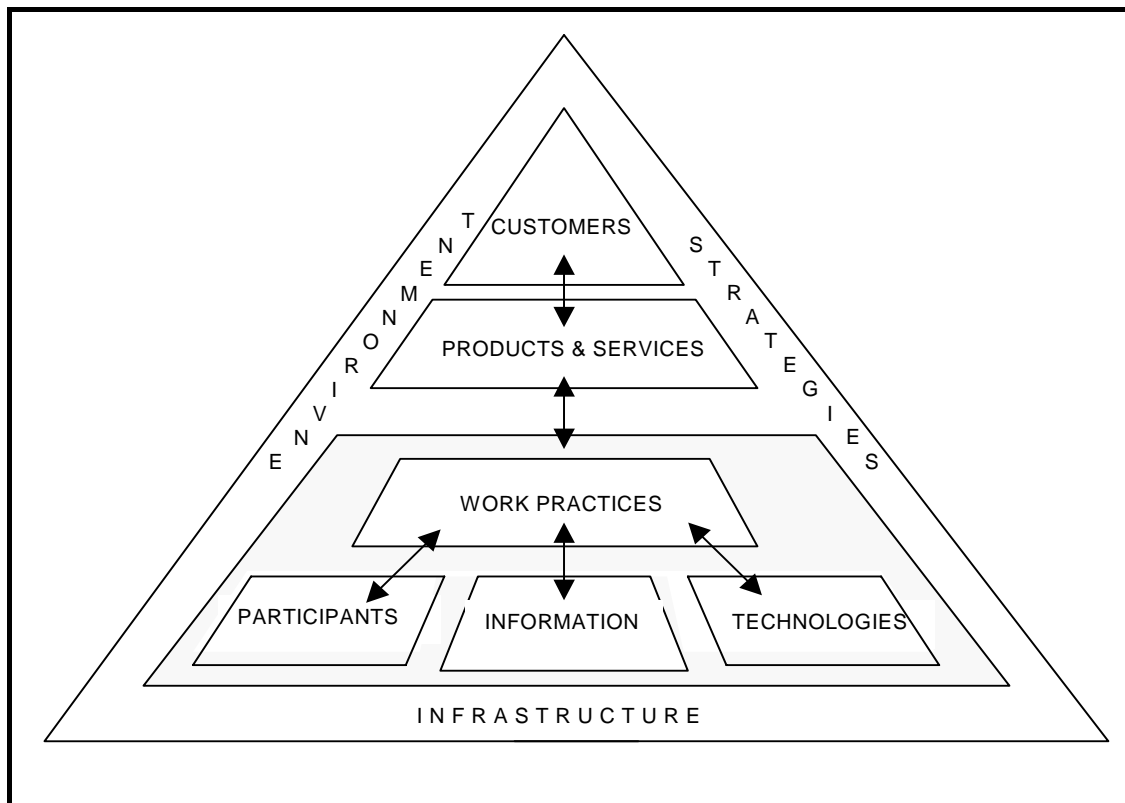 CUSTOMERS
ENVIRONMENT
STRATEGIES
PRODUCTS & SERVICES
WORK PRACTICES
PARTICIPANTS
INFORMATION
TECHNOLOGIES
INFRASTRUCTURE